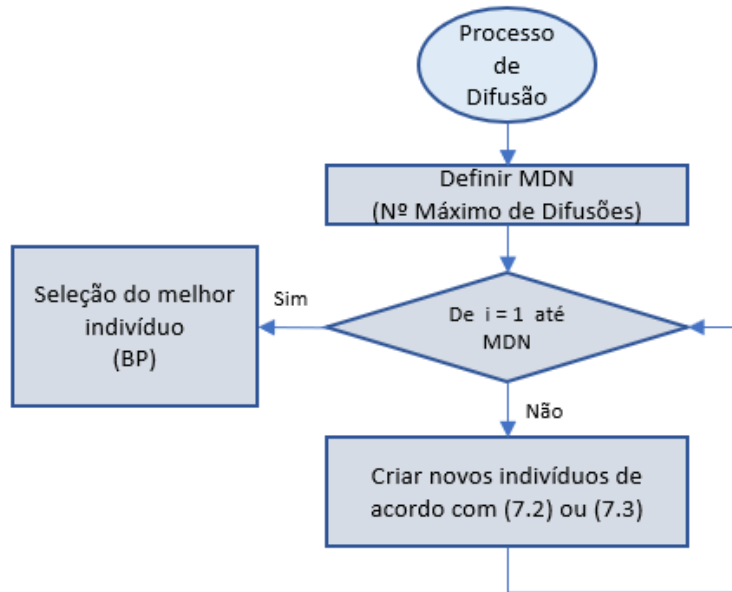 Processo
de
Difusão
Definir MDN
(Nº Máximo de Difusões)
Seleção do melhor
indivíduo
(BP)
Sim
De i = 1 até
MDN
Não
Criar novos indivíduos de
acordo com (7.2) ou (7.3)